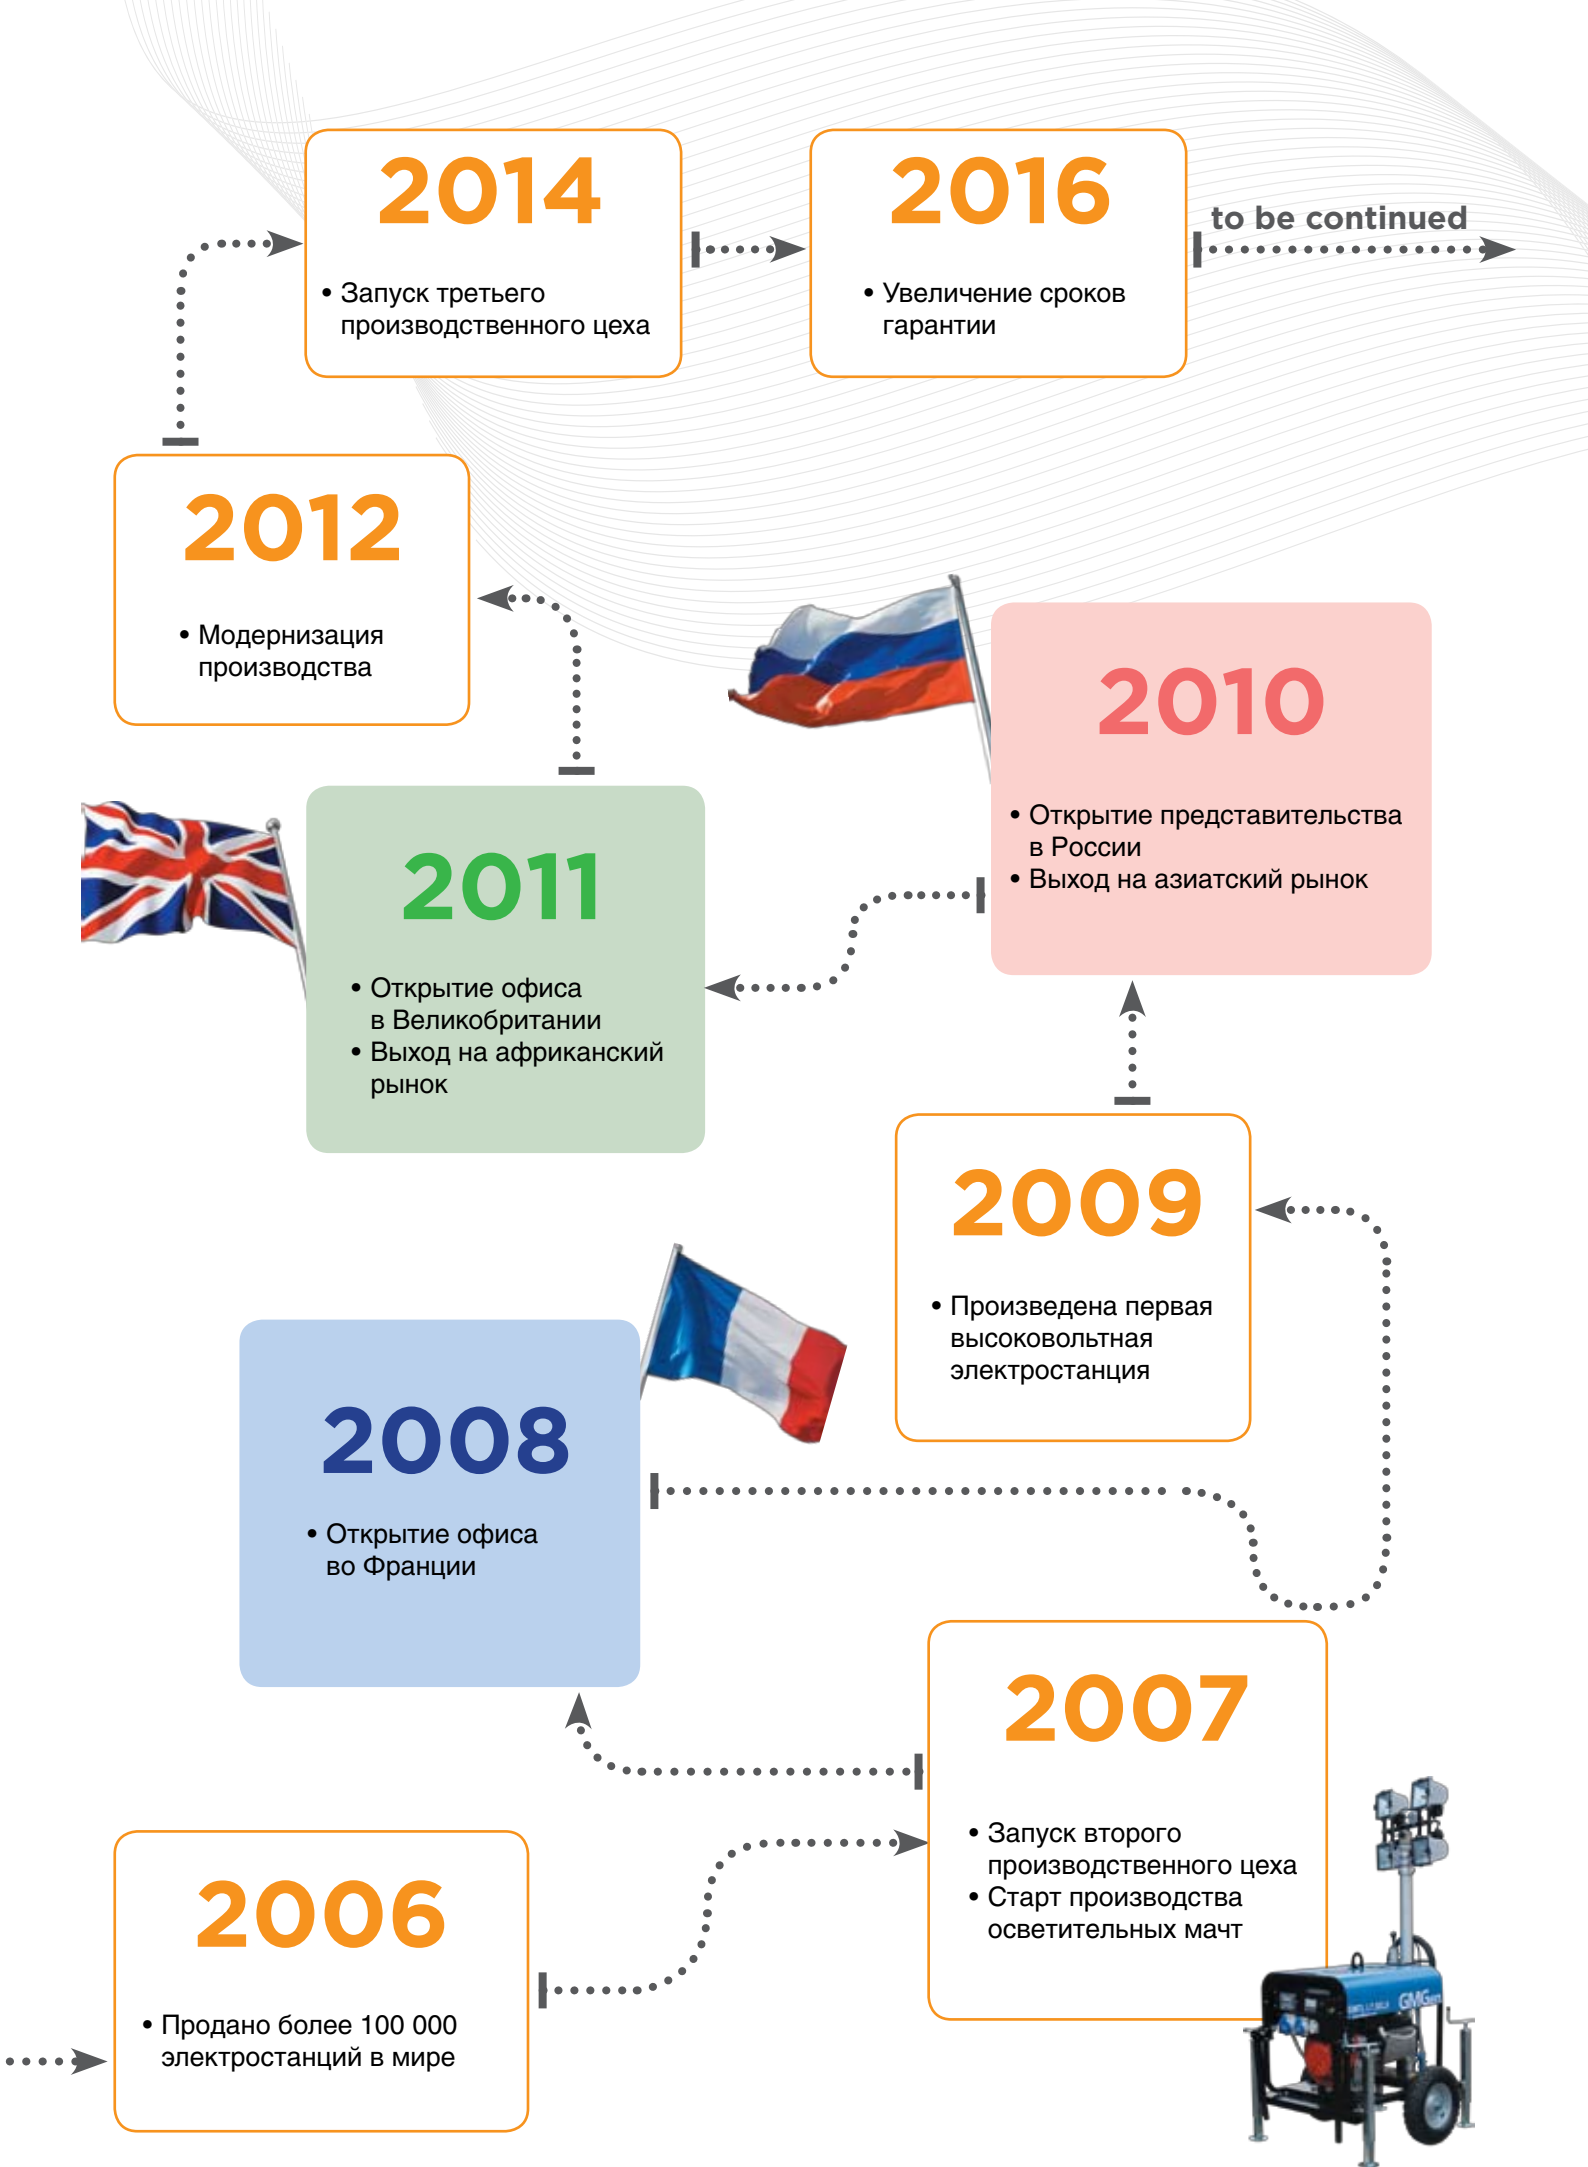 2014
• Запуск третьего
производственного цеха
2016
• Увеличение сроков
гарантии
to be continued
2012
• Модернизация
производства
2010
• Открытие представительства
в России
• Выход на азиатский рынок
2011
• Открытие офиса
в Великобритании
• Выход на африканский
рынок
2009
• Произведена первая
высоковольтная
электростанция
2008
• Открытие офиса
во Франции
2007
• Запуск второго
производственного цеха
• Старт производства
осветительных мачт
2006
• Продано более 100 000
электростанций в мире